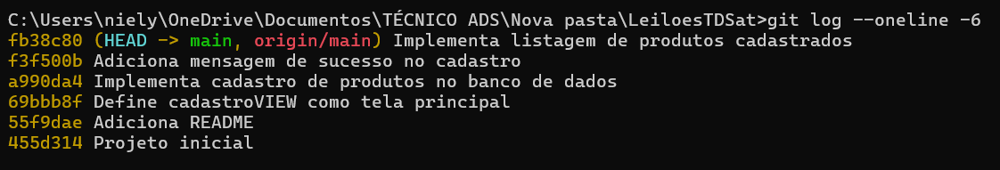 C:\Users\niely\OneDrive\Documentos\TÉCNICO ADS\Nova pasta\LeiloesTDSat>git log --oneline -6
fb38c80 (HEAD -> main, origin/main) Implementa listagem de produtos cadastrados
f3f500b Adiciona mensagem de sucesso no cadastro
a990da4 Implementa cadastro de produtos no banco de dados
69bbb8f Define cadastroVIEW como tela principal
55f9dae Adiciona README
455d314 Projeto inicial